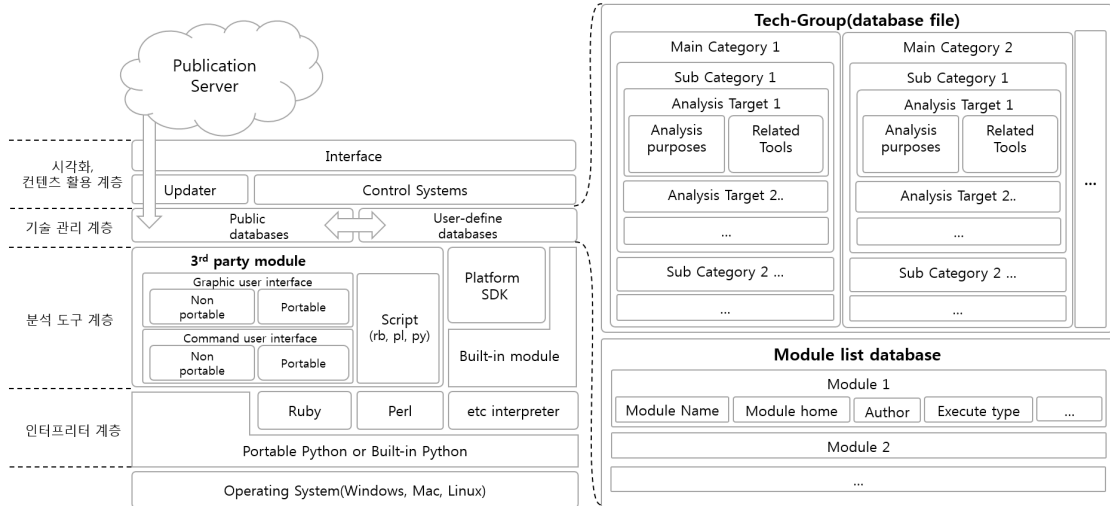 Publication
Server
시각화,
컨텐츠 활용 계층
Interface
Updater
Control Systems
기술 관리 계층
Public
databases
User-define
databases
분석 도구 계층
3rd party module
Graphic user interface
Non
portable
Portable
Command user interface
Non
portable
Portable
Script
(rb, pl, py)
Platform
SDK
Built-in module
인터프리터 계층
Ruby
Perl
etc interpreter
Portable Python or Built-in Python
Operating System(Windows, Mac, Linux)
Tech-Group(database file)
Main Category 1
Sub Category 1
Analysis Target 1
Analysis
purposes
Related
Tools
Analysis Target 2..
...
Sub Category 2 ...
...
Main Category 2
Sub Category 1
Analysis Target 1
Analysis
purposes
Related
Tools
Analysis Target 2..
...
Sub Category 2 ...
...
...
Module list database
Module 1
Module Name
Module home
Author
Execute type
...
Module 2
...